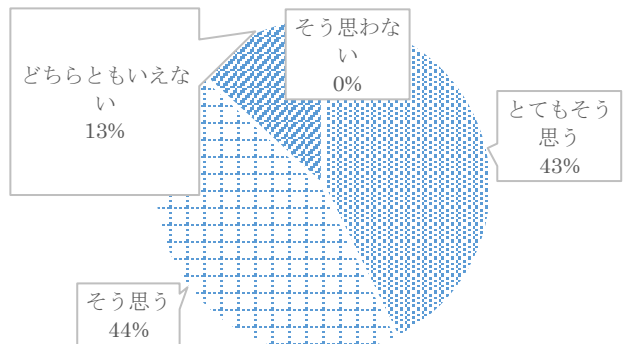 そう思わな
い
0%
どちらともいえな
い
13%
とてもそう
思う
43%
そう思う
44%